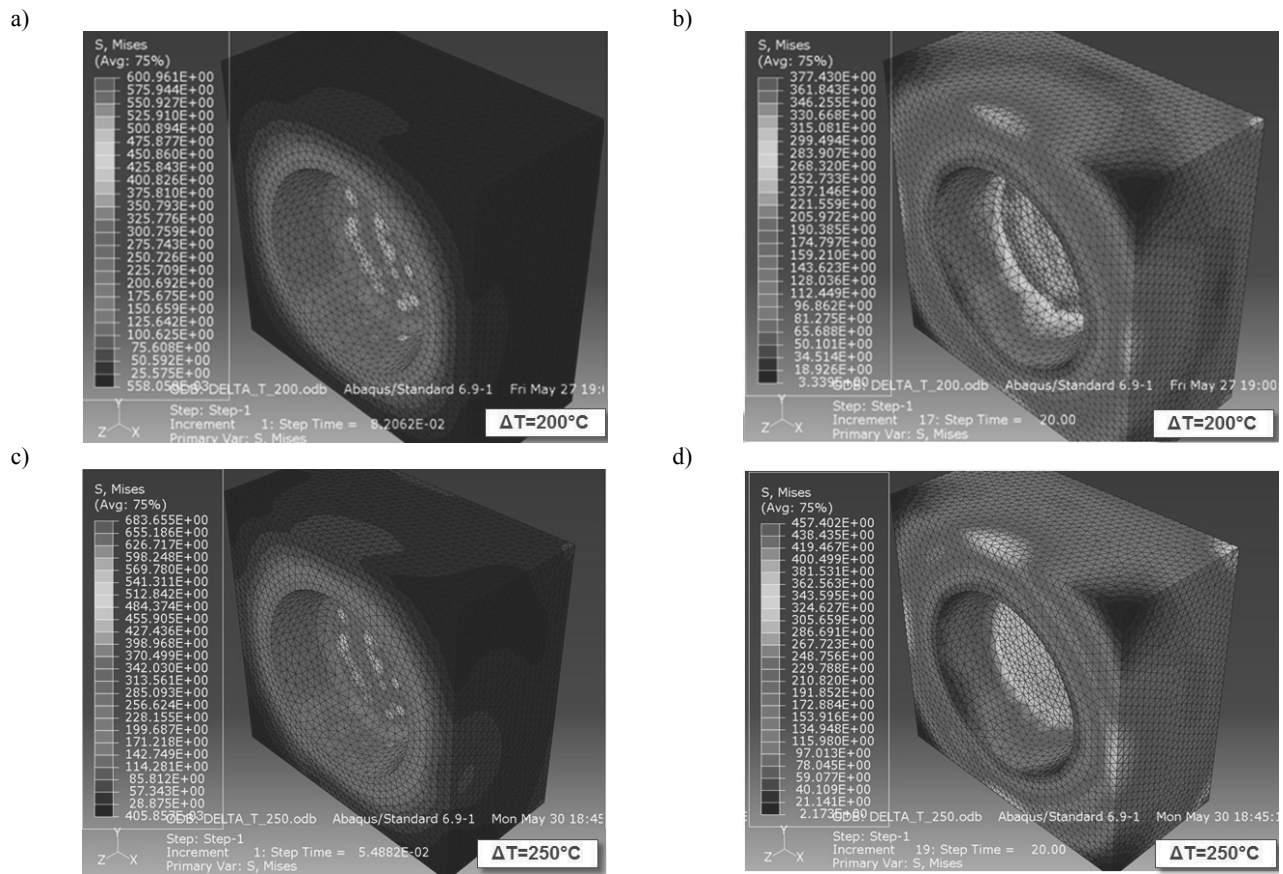 a)
S, Mises
(Avg: 75%)
600.961E+00
575.944E+00
550.927E+00
525.910E+00
500.894E+00
475.877E+00
450.860E+00
425.843E+00
400.826E+00
375.810E+00
350.793E+00
325.776E+00
300.759E+00
275.743E+00
250.726E+00
225.709E+00
200.692E+00
175.675E+00
150.659E+00
125.642E+00
100.625E+00
75.608E+00
50.592E+00
25.575E+00
ODB: DELTA_T_200.odb Abaqus/Standard 6.9-1 Fri May 27 19:
Step: Step-1
Increment 1: Step Time = 8.2062E-02
Primary Var: S, Mises
Y
Z X
ΔT=200°C
b)
S, Mises
(Avg: 75%)
377.430E+00
361.843E+00
346.255E+00
330.668E+00
315.081E+00
299.494E+00
283.907E+00
268.320E+00
252.733E+00
237.146E+00
221.559E+00
205.972E+00
190.385E+00
174.797E+00
159.210E+00
143.623E+00
128.036E+00
112.449E+00
96.862E+00
81.275E+00
65.688E+00
50.101E+00
34.514E+00
18.926E+00
3.339E+00
ODB: DELTA_T_200.odb Abaqus/Standard 6.9-1 Fri May 27 19:00
Step: Step-1
Increment 17: Step Time = 20.00
Primary Var: S, Mises
Y
Z X
ΔT=200°C
c)
S, Mises
(Avg: 75%)
683.655E+00
655.186E+00
626.717E+00
598.248E+00
569.780E+00
541.311E+00
512.842E+00
484.374E+00
455.905E+00
427.436E+00
398.968E+00
370.499E+00
342.030E+00
313.561E+00
285.093E+00
256.624E+00
228.155E+00
199.687E+00
171.218E+00
142.749E+00
114.281E+00
85.812E+00
57.343E+00
28.875E+00
ODB: DELTA_T_250.odb Abaqus/Standard 6.9-1 Mon May 30 18:45
Step: Step-1
Increment 1: Step Time = 5.4882E-02
Primary Var: S, Mises
Y
Z X
ΔT=250°C
d)
S, Mises
(Avg: 75%)
457.402E+00
438.435E+00
419.467E+00
400.499E+00
381.531E+00
362.563E+00
343.595E+00
324.627E+00
305.659E+00
286.691E+00
267.723E+00
248.756E+00
229.788E+00
210.820E+00
191.852E+00
172.884E+00
153.916E+00
134.948E+00
115.980E+00
97.013E+00
78.045E+00
59.077E+00
40.109E+00
21.141E+00
2.173E+00
ODB: DELTA_T_250.odb Abaqus/Standard 6.9-1 Mon May 30 18:45:1
Step: Step-1
Increment 19: Step Time = 20.00
Primary Var: S, Mises
Y
Z X
ΔT=250°C